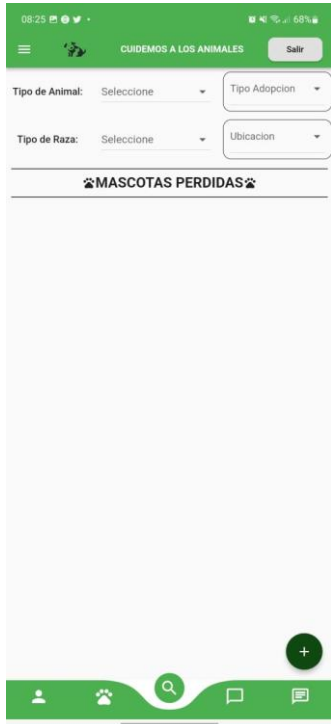 08:25
68%
CUIDEMOS A LOS ANIMALES
Salir
Tipo de Animal: Seleccione
Tipo Adopcion
Tipo de Raza: Seleccione
Ubicacion
MASCOTAS PERDIDAS
+